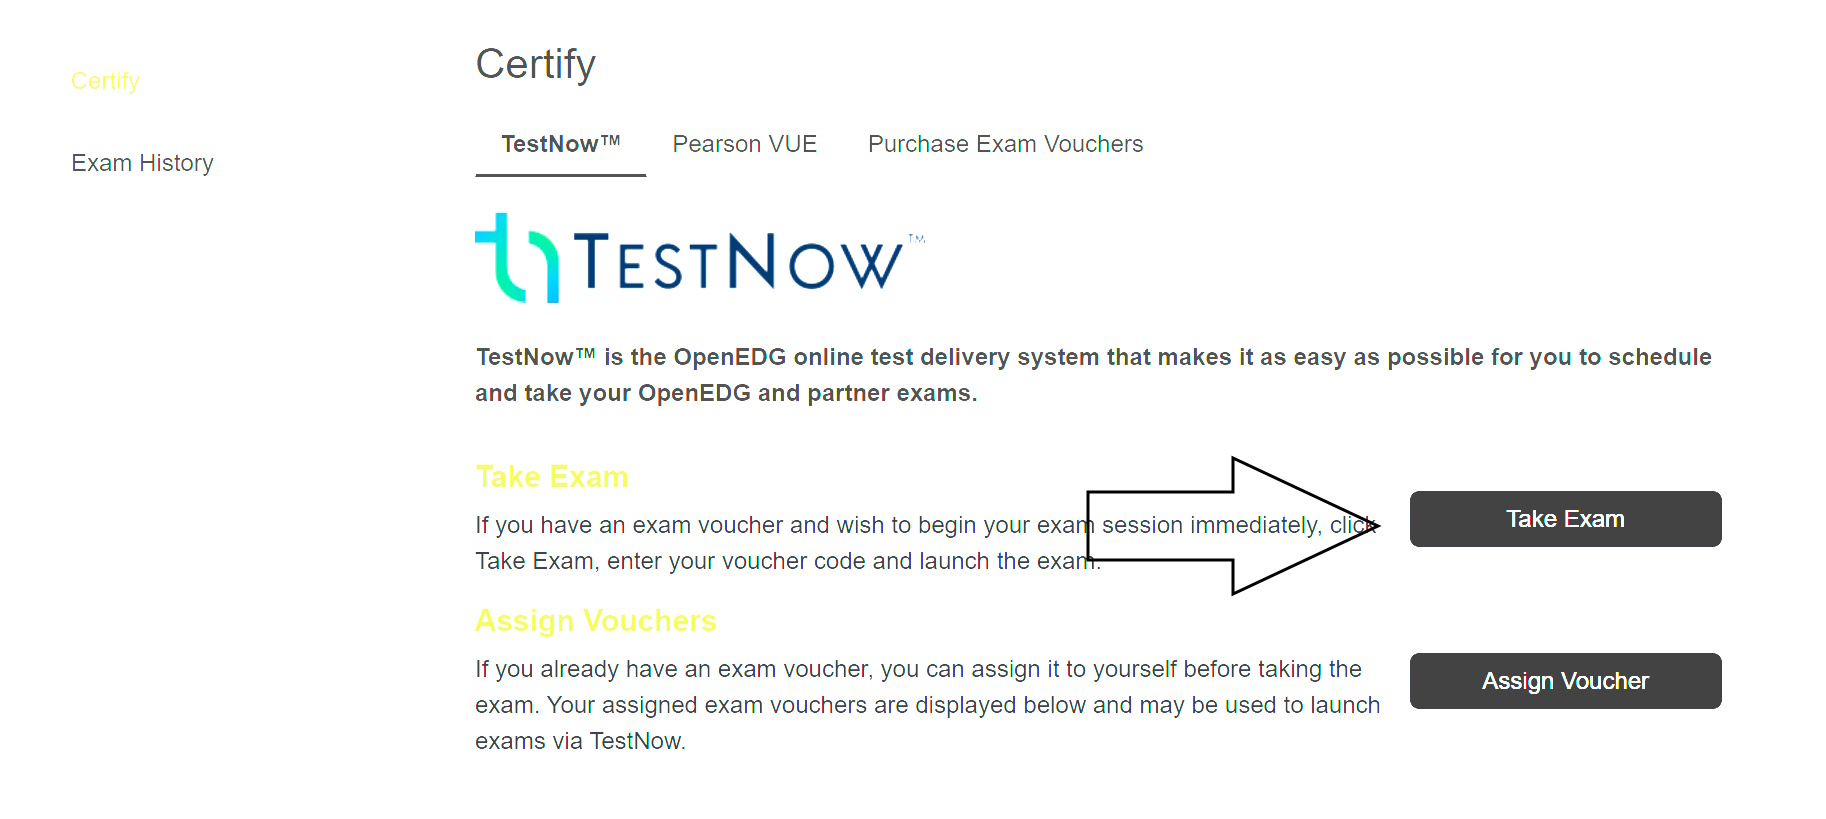 Certify
Exam History
Certify
TestNow™
Pearson VUE
Purchase Exam Vouchers
TESTNOW™
TestNow™ is the OpenEDG online test delivery system that makes it as easy as possible for you to schedule
and take your OpenEDG and partner exams.
Take Exam
If you have an exam voucher and wish to begin your exam session immediately, click
Take Exam, enter your voucher code and launch the exam.
Take Exam
Assign Vouchers
If you already have an exam voucher, you can assign it to yourself before taking the
exam. Your assigned exam vouchers are displayed below and may be used to launch
exams via TestNow.
Assign Voucher